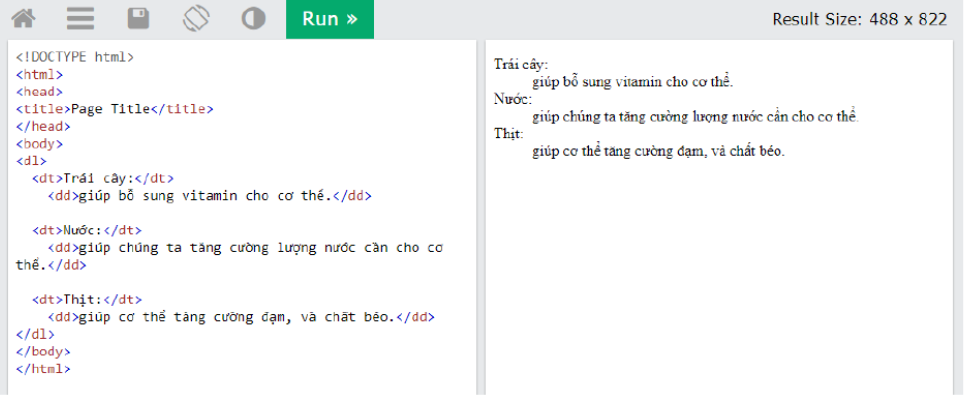 Run »
Result Size: 488 x 822
<!DOCTYPE html>
<html>
<head>
<title>Page Title</title>
</head>
<body>
<dl>
<dt>Trái cây:</dt>
<dd>giúp bổ sung vitamin cho cơ thể.</dd>
<dt>Nước:</dt>
<dd>giúp chúng ta tăng cường lượng nước cần cho cơ
thể.</dd>
<dt>Thịt:</dt>
<dd>giúp cơ thể tăng cường đạm, và chất béo.</dd>
</dl>
</body>
</html>
Trái cây:
giúp bổ sung vitamin cho cơ thể.
Nước:
giúp chúng ta tăng cường lượng nước cần cho cơ thể.
Thịt:
giúp cơ thể tăng cường đạm, và chất béo.